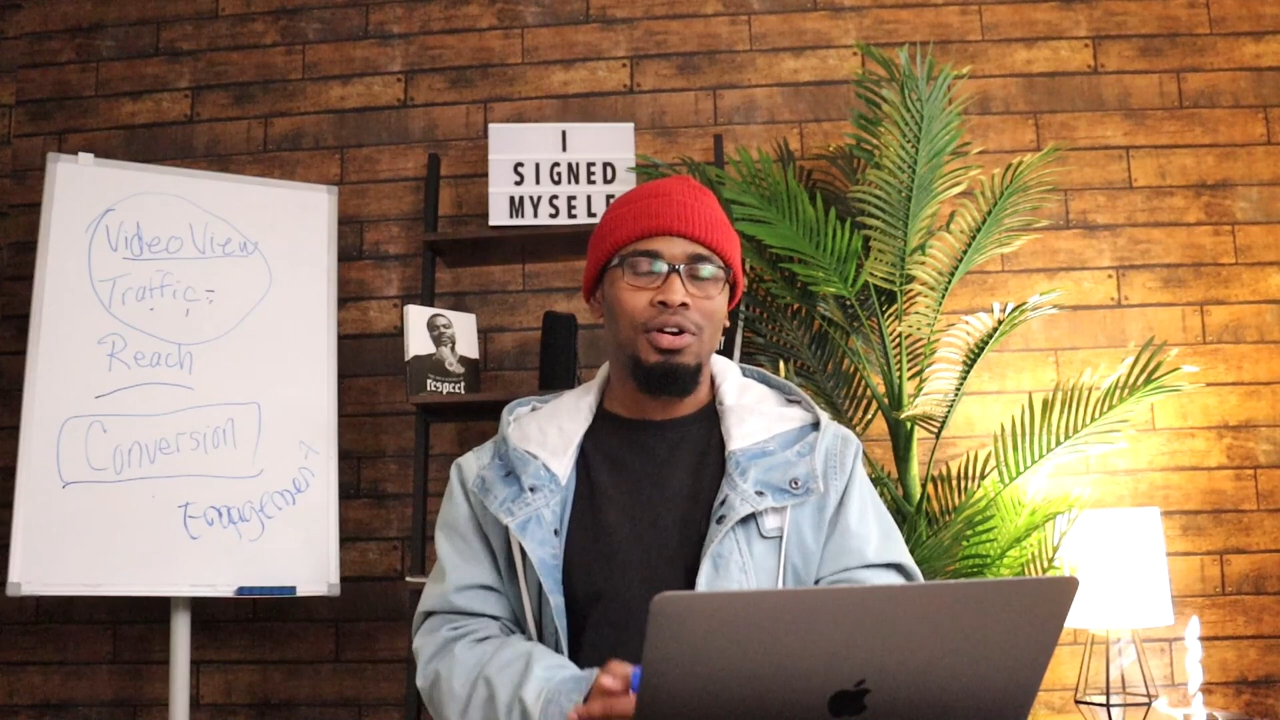 Video View
Traffic
Reach
Conversion
Engagement
I
SIGNED
MYSELF
respect